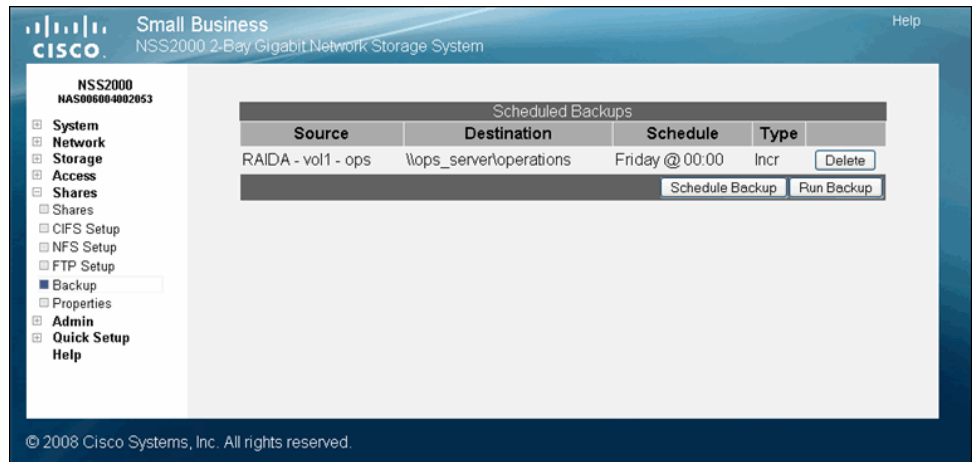 Small Business
Help
CISCO.
NSS2000 2-Bay Gigabit Network Storage System
NSS2000
NAS006004002053
System
Network
Storage
Access
Shares
Shares
CIFS Setup
NFS Setup
FTP Setup
Backup
Properties
Admin
Quick Setup
Help
Scheduled Backups
Source Destination Schedule Type
RAIDA - vol1 - ops \\ops_server\operations Friday @ 00:00 Incr Delete
Schedule Backup Run Backup
© 2008 Cisco Systems, Inc. All rights reserved.